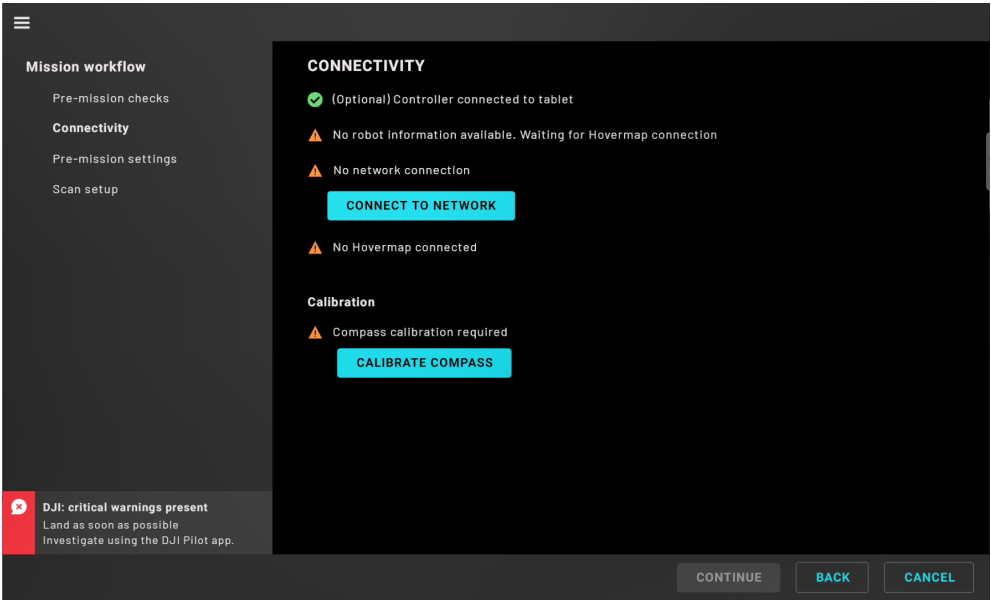 Mission workflow
Pre-mission checks
Connectivity
Pre-mission settings
Scan setup
DJI: critical warnings present
Land as soon as possible
Investigate using the DJI Pilot app.
CONNECTIVITY
(Optional) Controller connected to tablet
No robot information available. Waiting for Hovermap connection
No network connection
CONNECT TO NETWORK
No Hovermap connected
Calibration
Compass calibration required
CALIBRATE COMPASS
CONTINUE
BACK
CANCEL